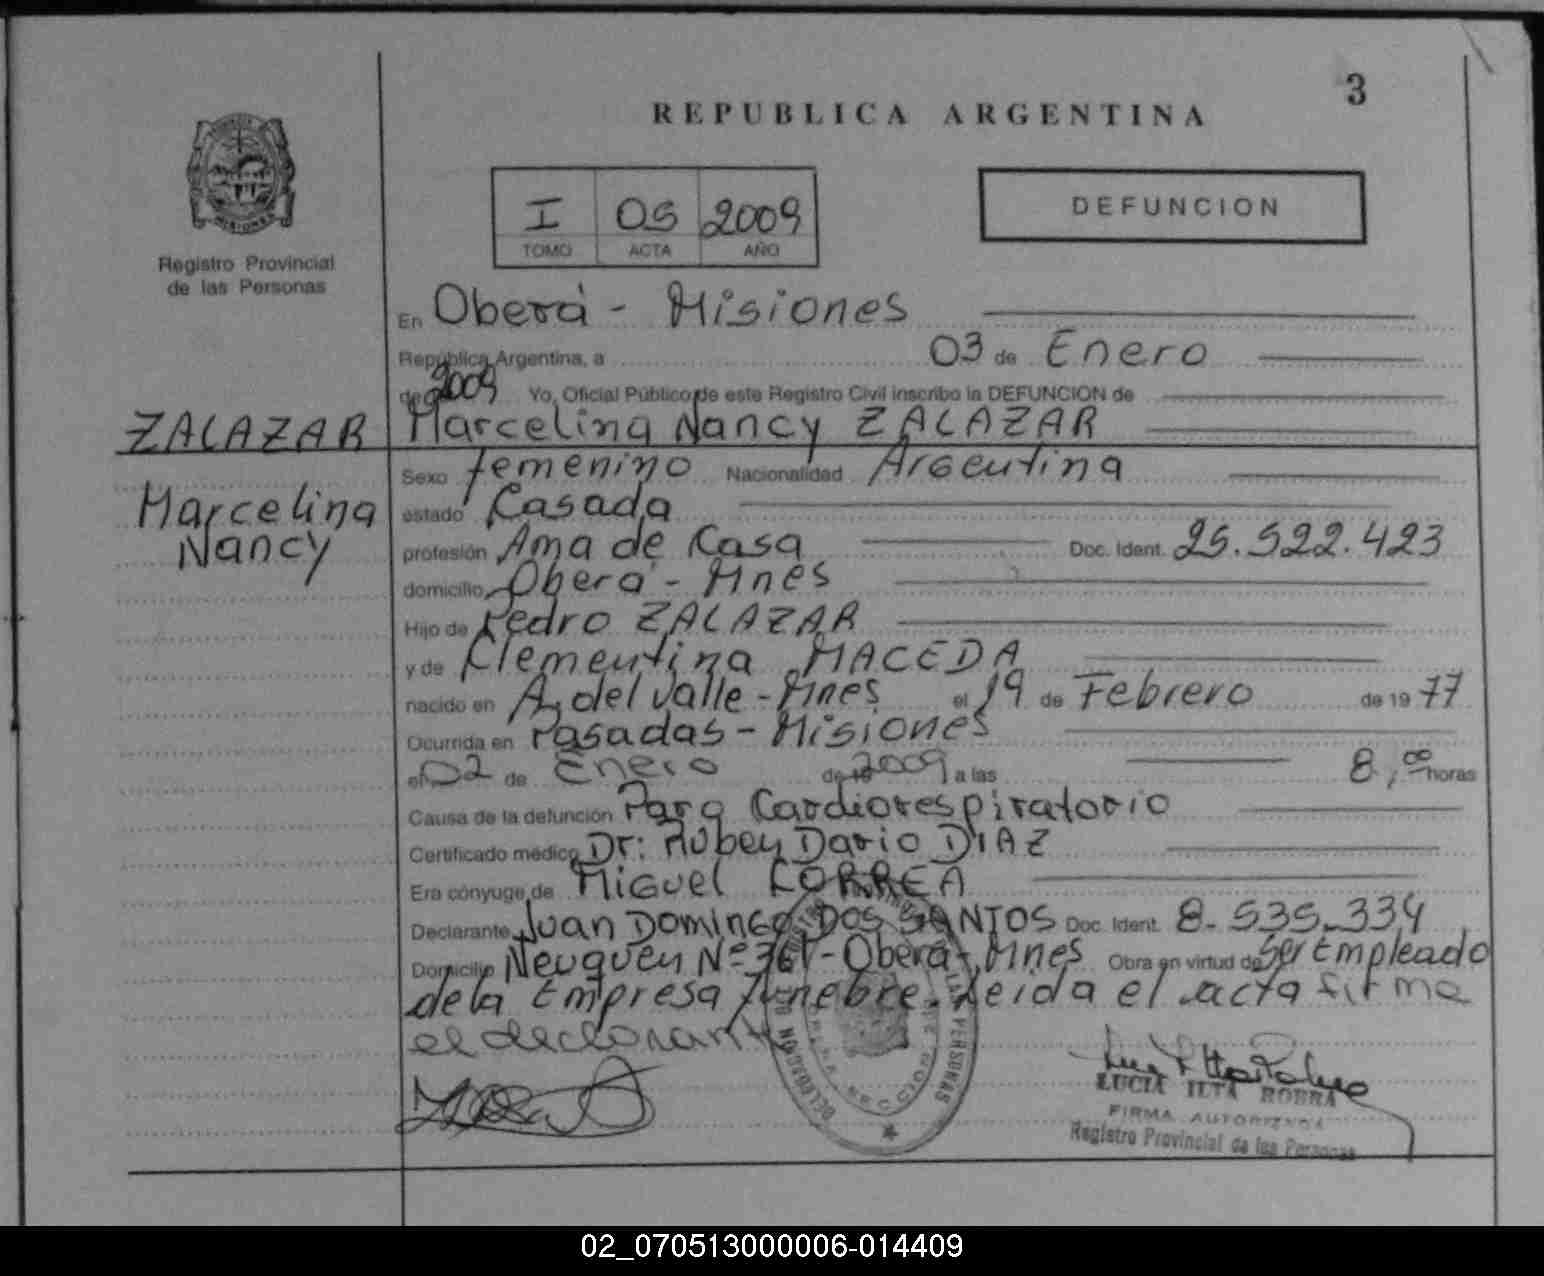 3
REPUBLICA ARGENTINA
I 05 2009
TOMO ACTA AÑO
DEFUNCION
MISIONES
Registro Provincial
de las Personas
En Oberá - Misiones
República Argentina, a 03 de Enero
de 2009 Yo, Oficial Público de este Registro Civil inscribo la DEFUNCION de
ZALAZAR Marcelina Nancy ZALAZAR
Sexo femenino Nacionalidad Argentina
Marcelina
Nancy
estado Casada
profesión Ama de Casa Doc. Ident. 25.522.423
domicilio Oberá - Mnes
Hijo de Pedro ZALAZAR
y de Clementina MACEDA
nacido en A. del Valle - Mnes el 19 de Febrero de 1977
Ocurrida en Posadas - Misiones
el 02 de Enero de 19 2009 a las 8,00 horas
Causa de la defunción Paro Cardiorespiratorio
Certificado médico Dr: Ruben Dario DIAZ
Era cónyuge de Miguel CORREA
Declarante Juan Domingo DOS SANTOS Doc. Ident. 8.535.334
Domicilio Neuquen Nº 361 - Oberá - Mnes Obra en virtud de Ser Empleado
de la Empresa funebre. Leida el acta firma
el declarante
DELEGACION
PERSONAS
LUCIA ROBRA
FIRMA AUTORIZADA
Registro Provincial de las Personas
02_070513000006-014409